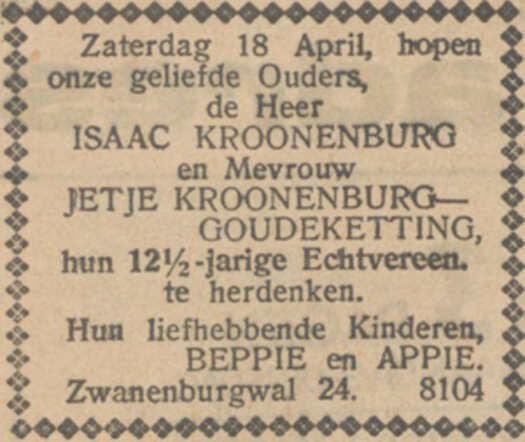 Zaterdag 18 April, hopen
onze geliefde Ouders,
de Heer
ISAAC KROONENBURG
en Mevrouw
JETJE KROONENBURG—
GOUDEKETTING,
hun 12½-jarige Echtvereen.
te herdenken.
Hun liefhebbende Kinderen,
BEPPIE en APPIE.
Zwanenburgwal 24. 8104